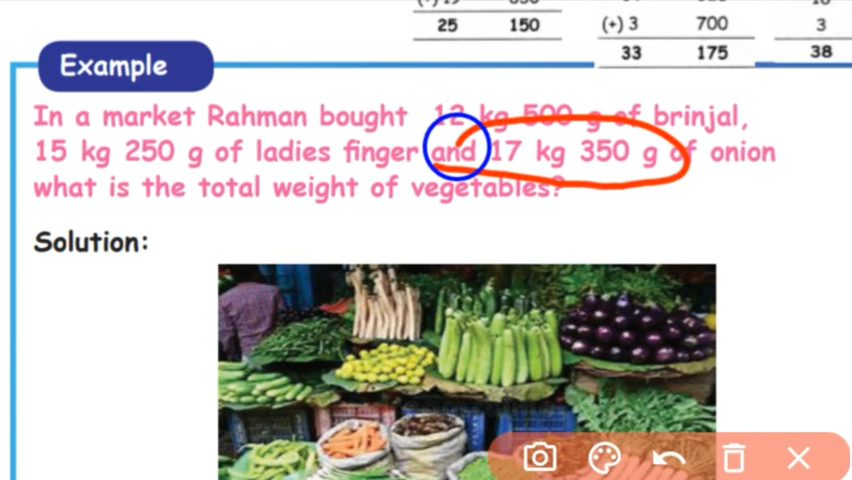 25 150
(+) 3 700
3
33 175
38
Example
In a market Rahman bought 12 kg 500 g of brinjal,
15 kg 250 g of ladies finger and 17 kg 350 g of onion
what is the total weight of vegetables?
Solution: